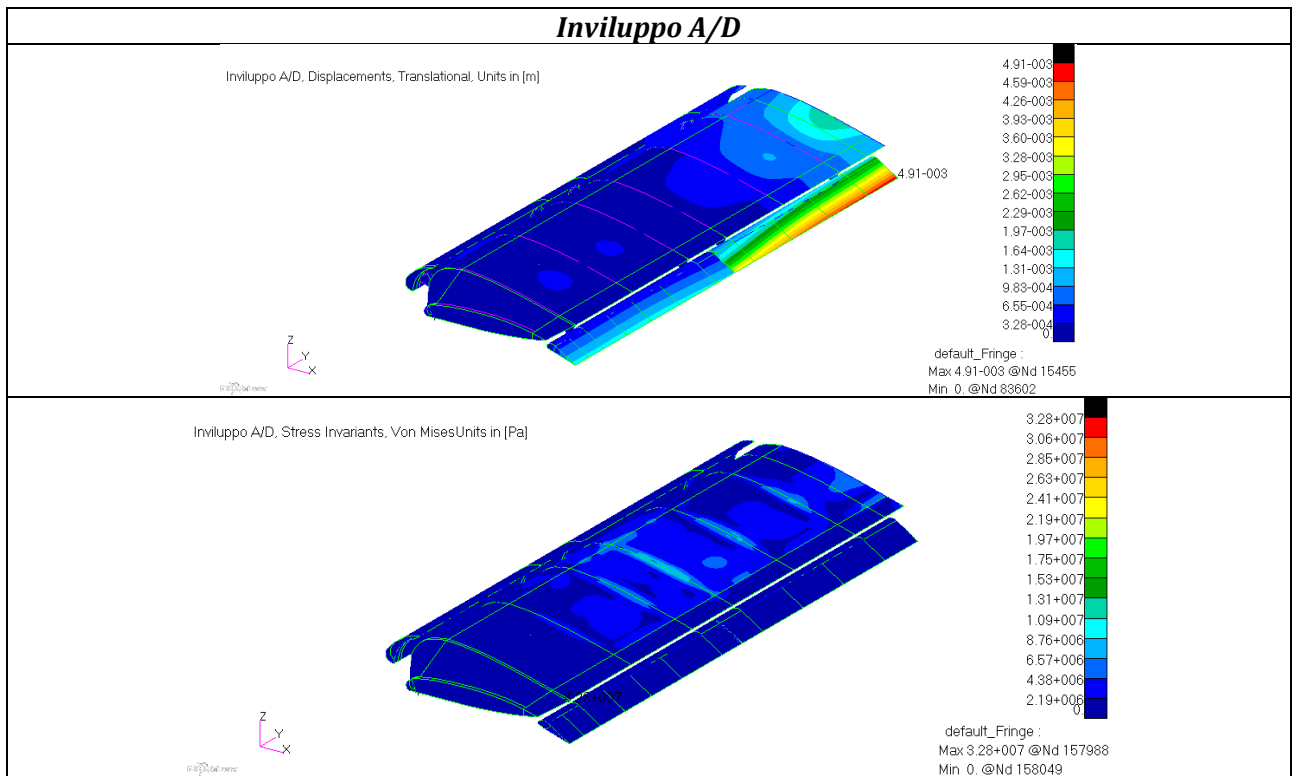 Inviluppo A/D
Inviluppo A/D, Displacements, Translational, Units in [m]
4.91-003
4.59-003
4.26-003
3.93-003
3.60-003
3.28-003
2.95-003
2.62-003
2.29-003
1.97-003
1.64-003
1.31-003
9.83-004
6.55-004
3.28-004
0.
4.91-003
Z
Y
X
default_Fringe :
Max 4.91-003 @Nd 15455
Min 0. @Nd 83602
Inviluppo A/D, Stress Invariants, Von MisesUnits in [Pa]
3.28+007
3.06+007
2.85+007
2.63+007
2.41+007
2.19+007
1.97+007
1.75+007
1.53+007
1.31+007
1.09+007
8.76+006
6.57+006
4.38+006
2.19+006
0.
Z
Y
X
default_Fringe :
Max 3.28+007 @Nd 157988
Min 0. @Nd 158049